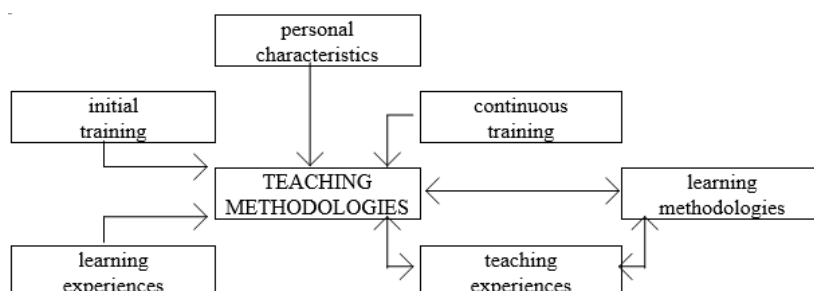 personal
characteristics
initial
training
continuous
training
TEACHING
METHODOLOGIES
learning
methodologies
learning
experiences
teaching
experiences